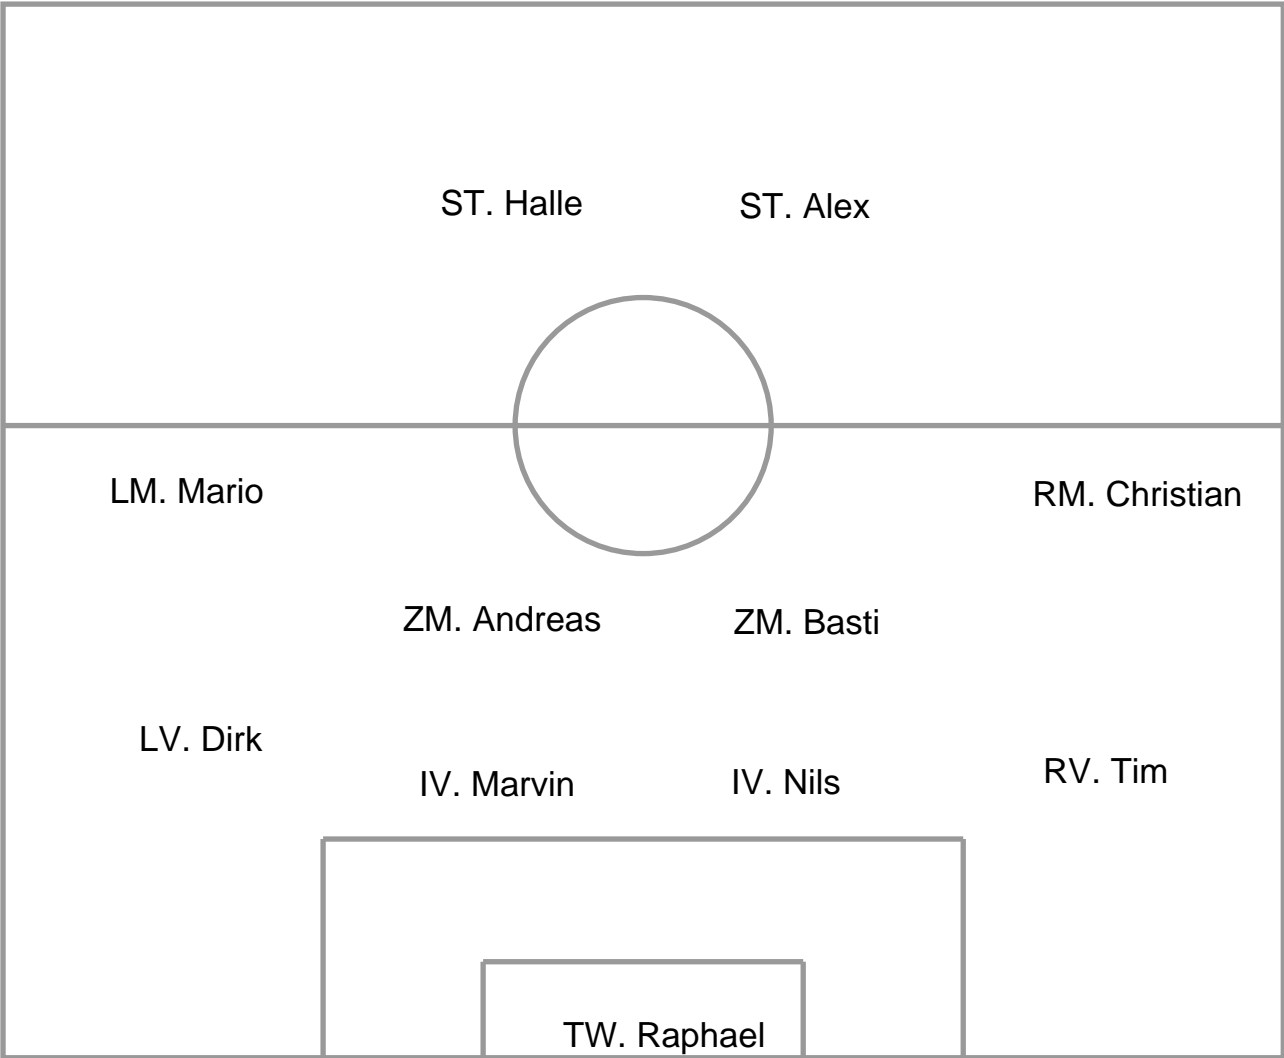 ST. Halle
ST. Alex
LM. Mario
RM. Christian
ZM. Andreas
ZM. Basti
LV. Dirk
IV. Marvin
IV. Nils
RV. Tim
TW. Raphael